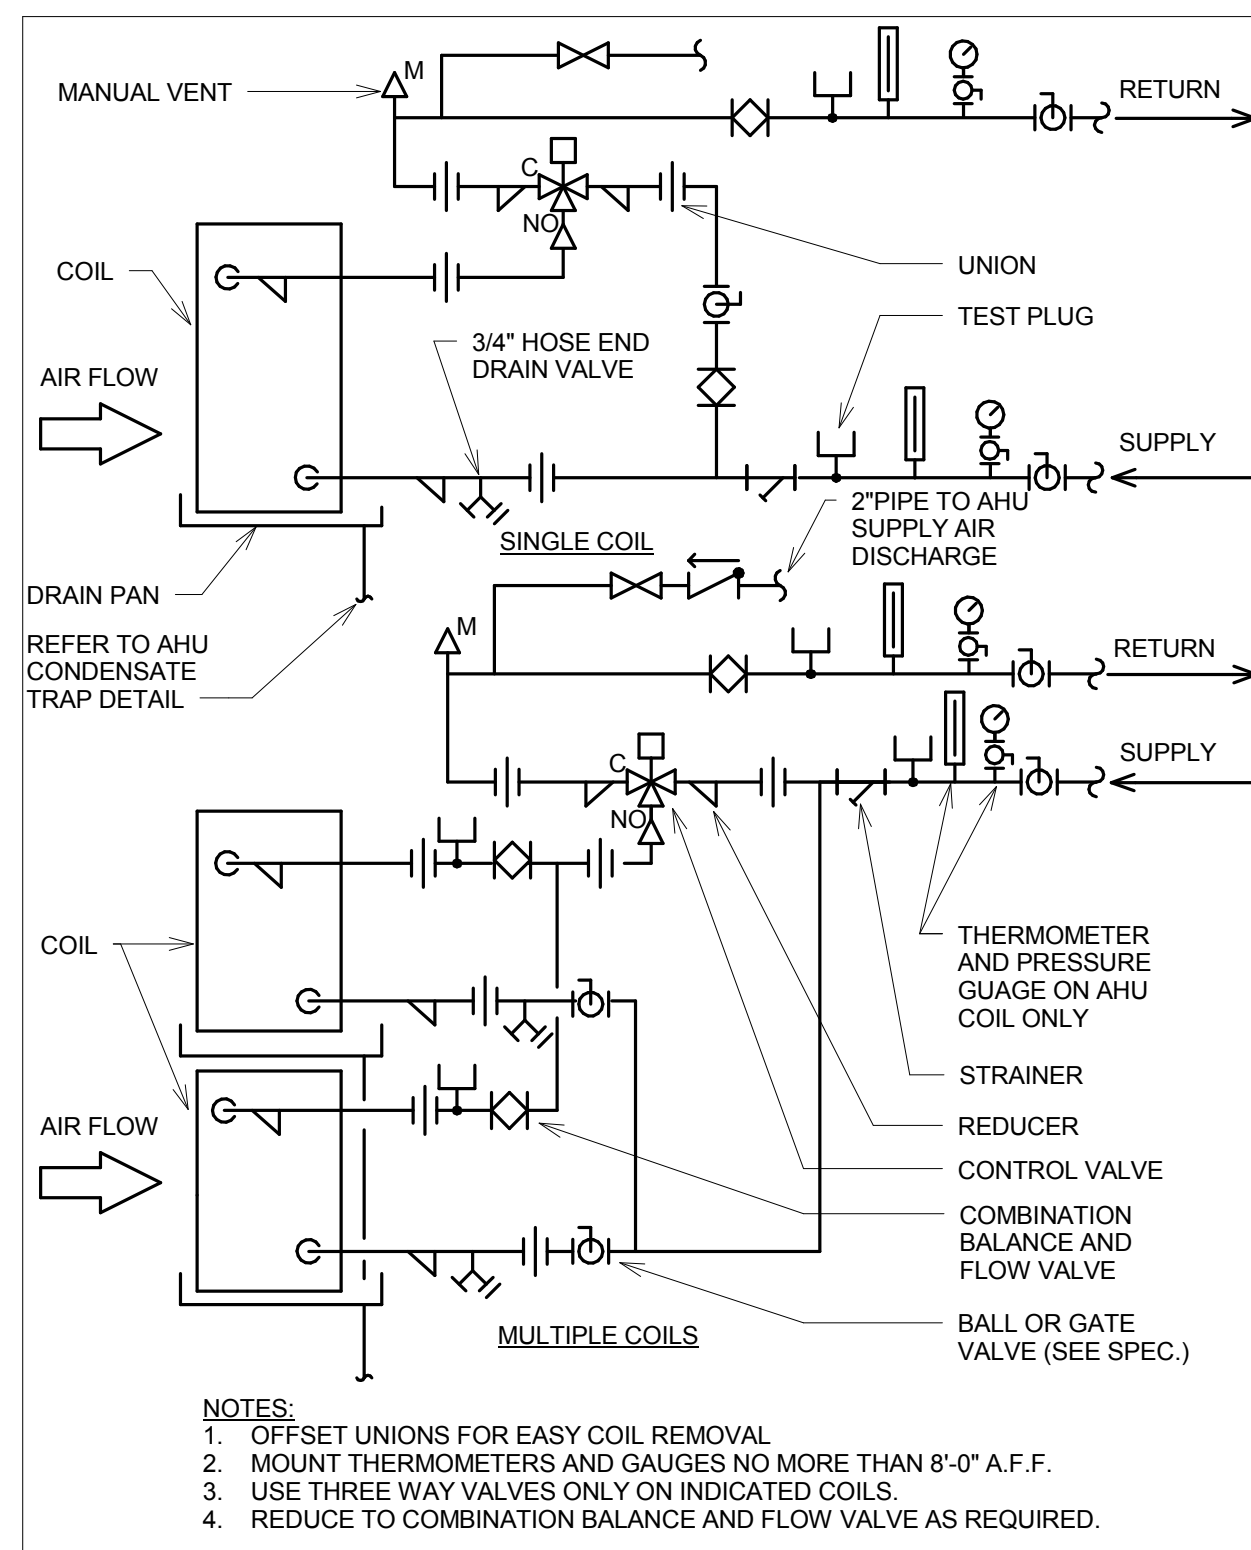 M
MANUAL VENT
RETURN
C
NO
COIL
UNION
TEST PLUG
3/4" HOSE END
DRAIN VALVE
AIR FLOW
SUPPLY
2"PIPE TO AHU
SUPPLY AIR
DISCHARGE
SINGLE COIL
DRAIN PAN
REFER TO AHU
CONDENSATE
TRAP DETAIL
M
RETURN
SUPPLY
C
NO
COIL
THERMOMETER
AND PRESSURE
GUAGE ON AHU
COIL ONLY
STRAINER
AIR FLOW
REDUCER
CONTROL VALVE
COMBINATION
BALANCE AND
FLOW VALVE
BALL OR GATE
VALVE (SEE SPEC.)
MULTIPLE COILS
NOTES:
1. OFFSET UNIONS FOR EASY COIL REMOVAL
2. MOUNT THERMOMETERS AND GAUGES NO MORE THAN 8'-0" A.F.F.
3. USE THREE WAY VALVES ONLY ON INDICATED COILS.
4. REDUCE TO COMBINATION BALANCE AND FLOW VALVE AS REQUIRED.